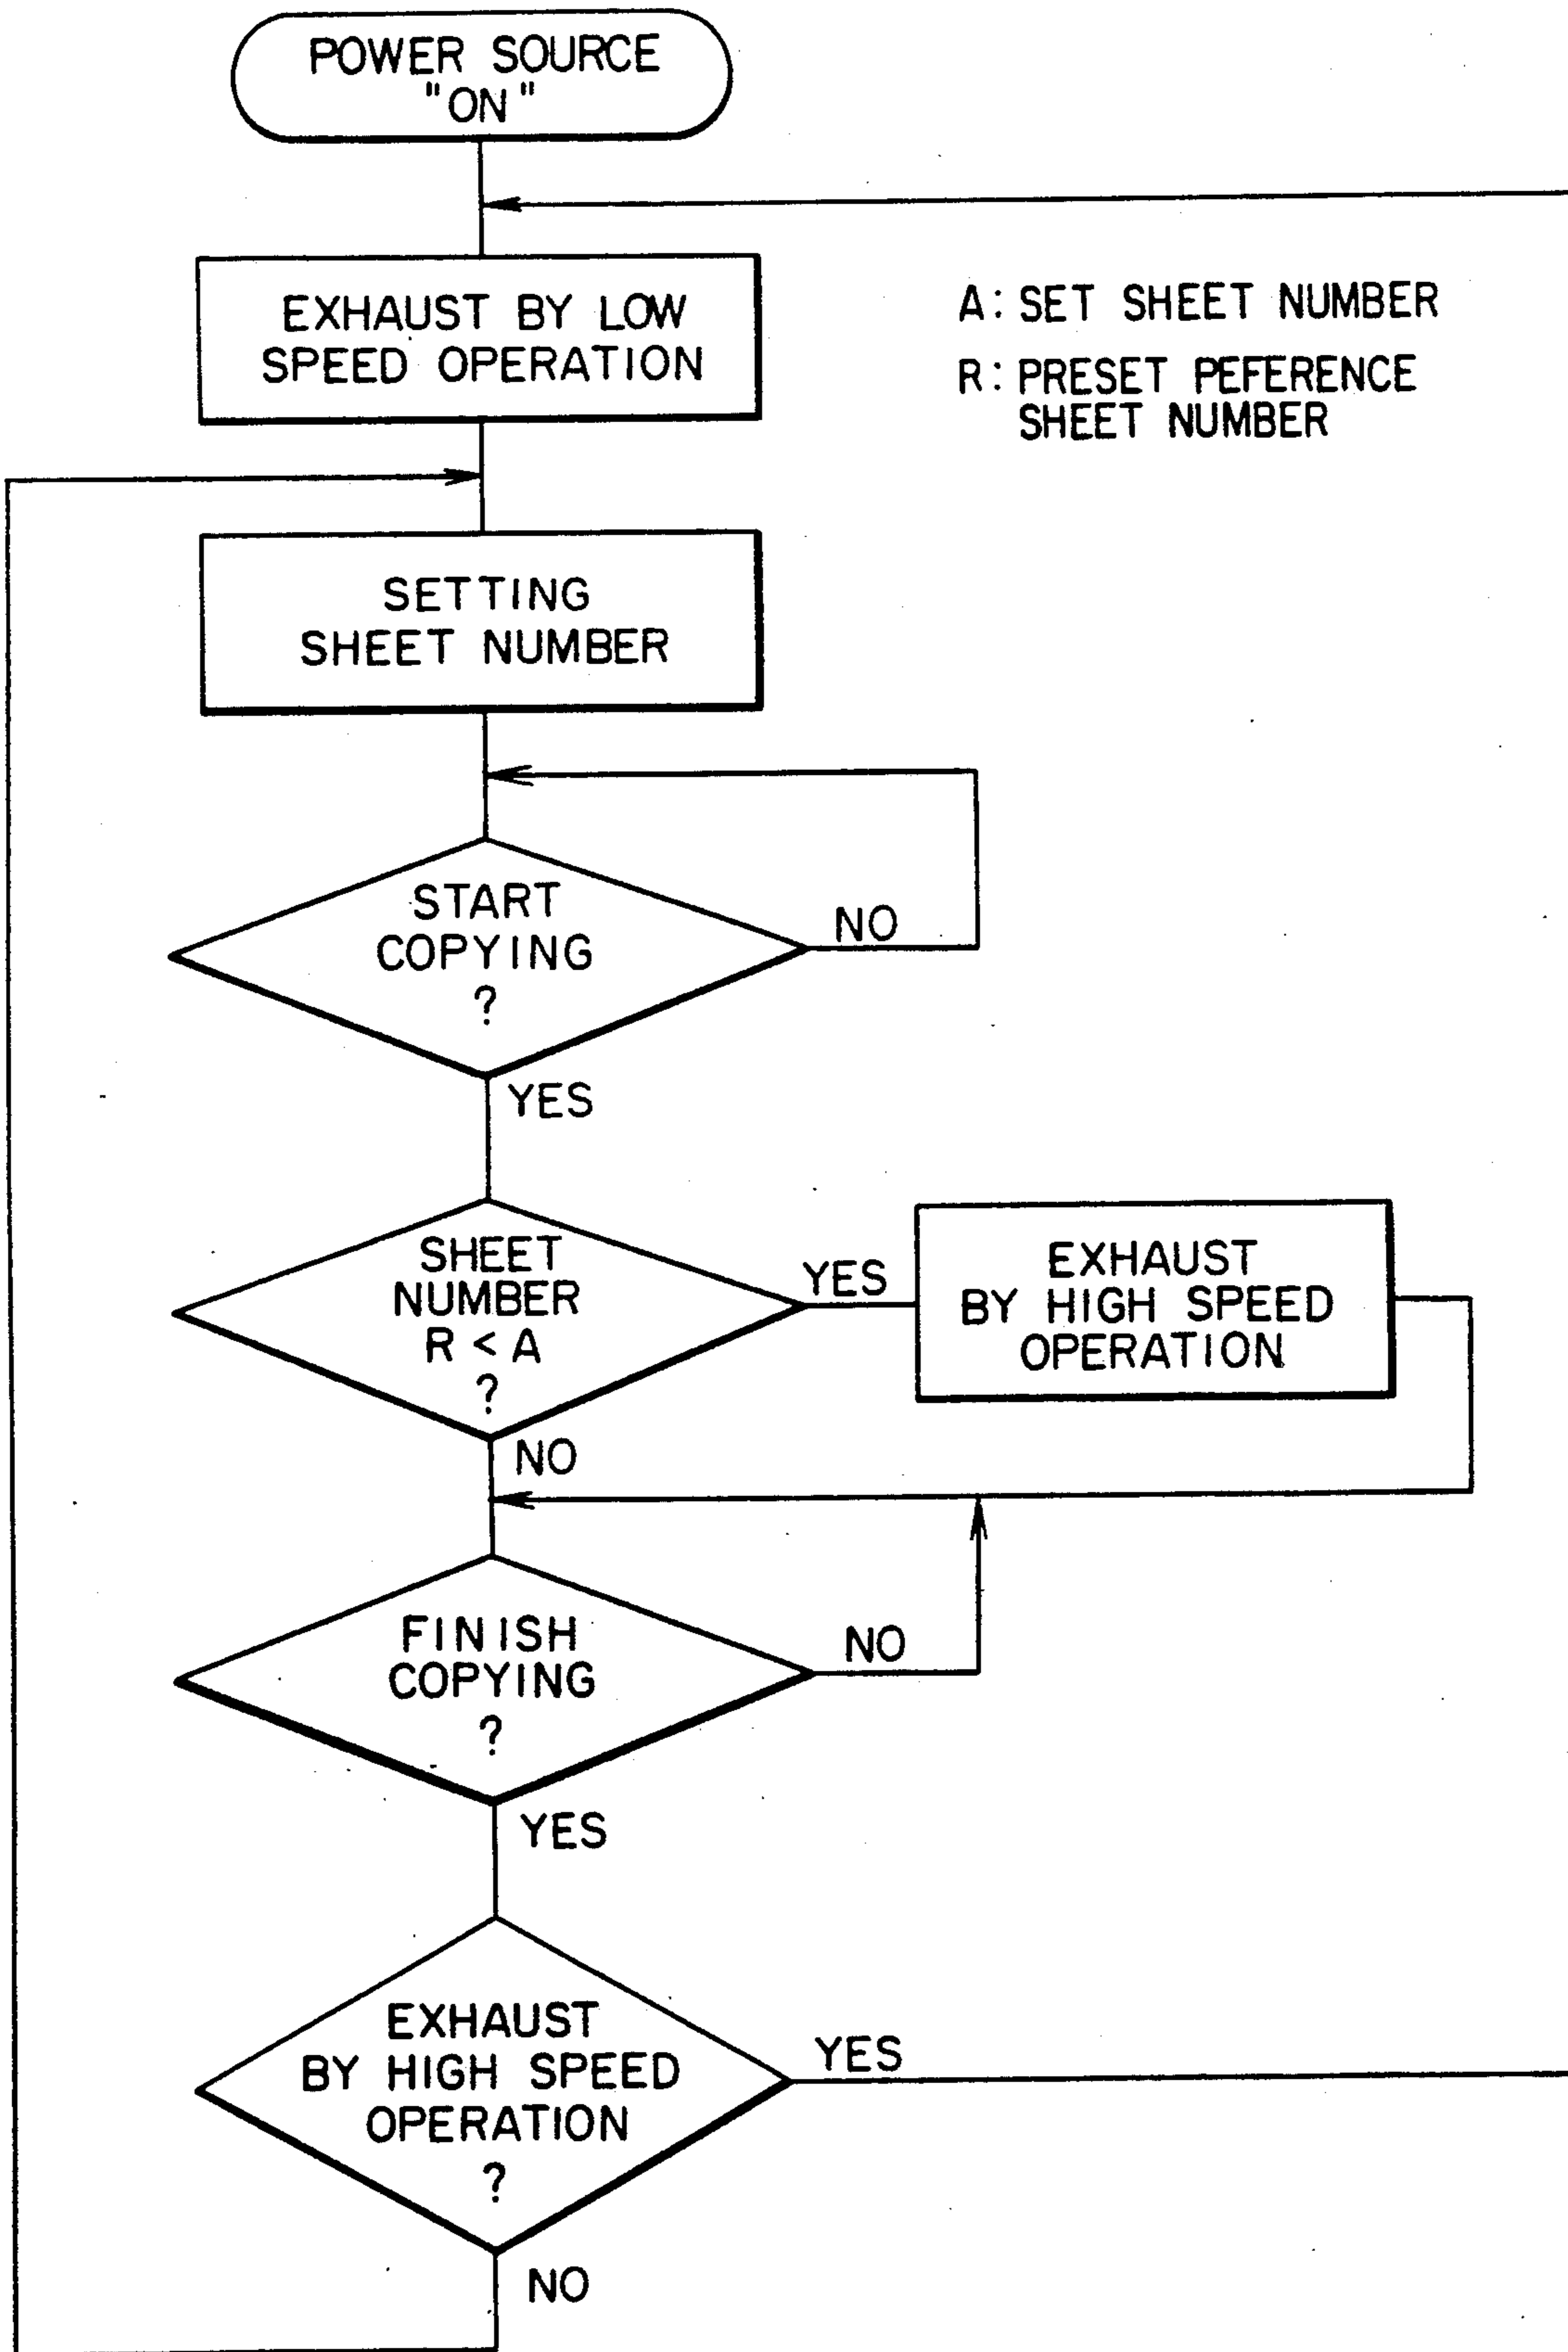 POWER SOURCE
"ON"
EXHAUST BY LOW
SPEED OPERATION
A: SET SHEET NUMBER
R: PRESET PEFERENCE
SHEET NUMBER
SETTING
SHEET NUMBER
START
COPYING
?
NO
YES
SHEET
NUMBER
R < A
?
YES
EXHAUST
BY HIGH SPEED
OPERATION
NO
FINISH
COPYING
?
NO
YES
EXHAUST
BY HIGH SPEED
OPERATION
?
YES
NO